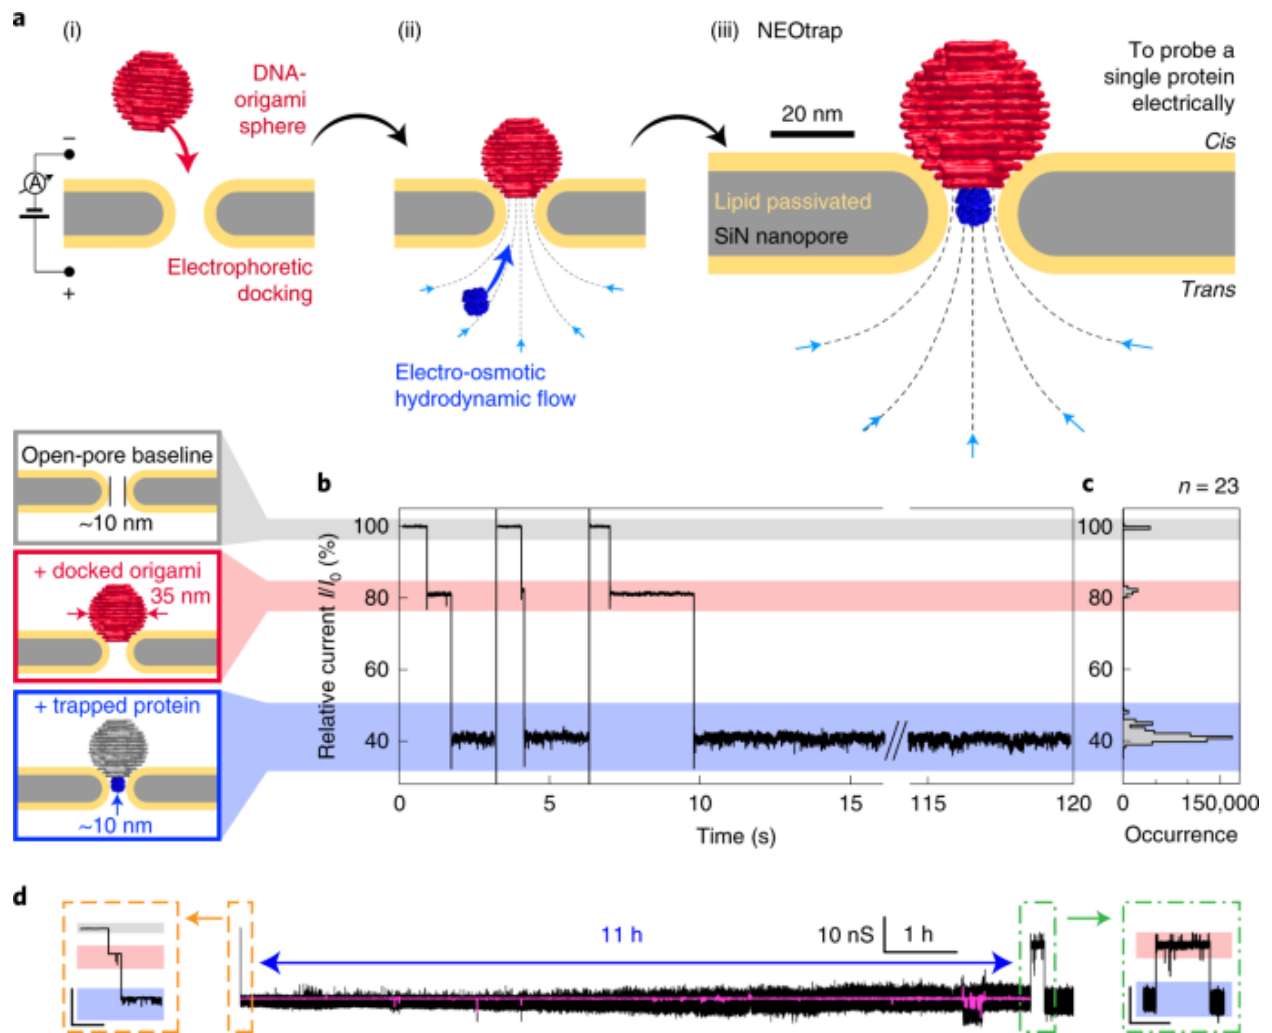 a
(i)
(ii)
(iii) NEOtrap
DNA-
origami
sphere
To probe a
single protein
electrically
20 nm
Cis
−
A
+
Lipid passivated
SiN nanopore
Electrophoretic
docking
Trans
Electro-osmotic
hydrodynamic flow
Open-pore baseline
~10 nm
+ docked origami
35 nm
+ trapped protein
~10 nm
b
Relative current I/I0 (%)
100
80
60
40
0
5
10
15
115
120
Time (s)
c
n = 23
100
80
60
40
0
150,000
Occurrence
d
11 h
10 nS
1 h